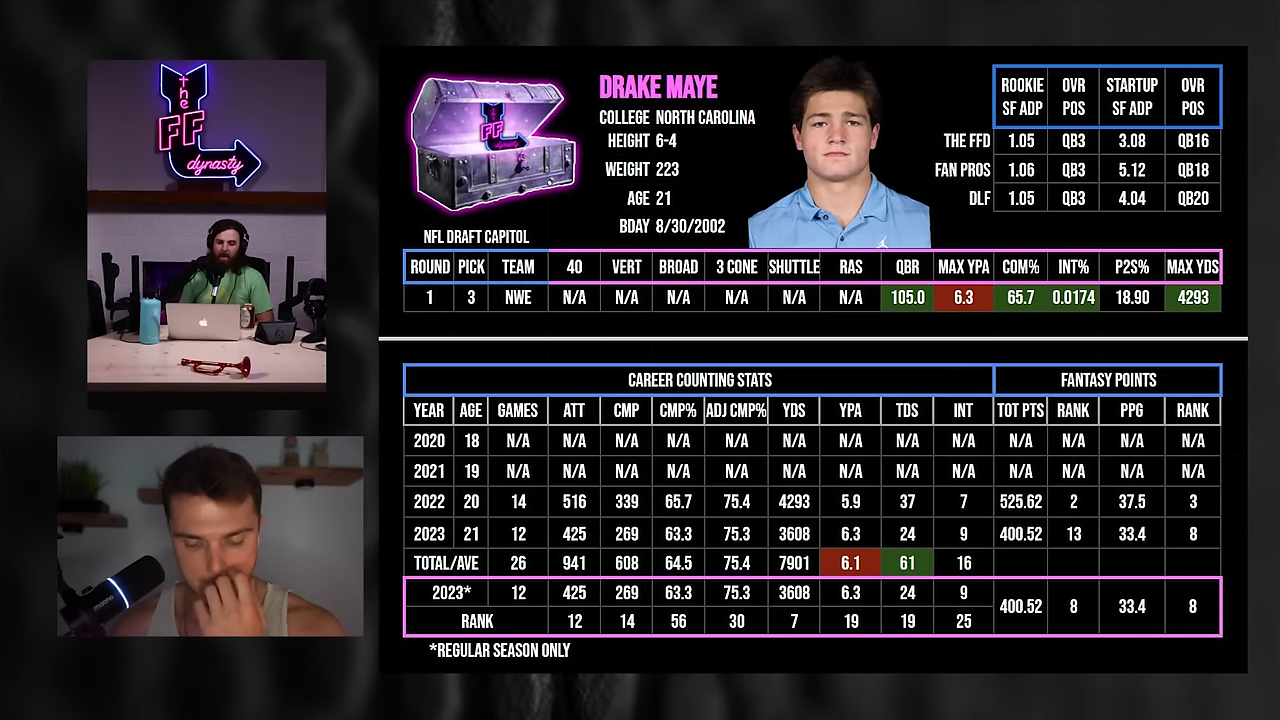 the
FF
dynasty
FF
dynasty
DRAKE MAYE
COLLEGE NORTH CAROLINA
HEIGHT 6-4
WEIGHT 223
AGE 21
BDAY 8/30/2002
ROOKIE SF ADP OVR POS STARTUP SF ADP OVR POS
THE FFD 1.05 QB3 3.08 QB16
FAN PROS 1.06 QB3 5.12 QB18
DLF 1.05 QB3 4.04 QB20
NFL DRAFT CAPITOL
ROUND PICK TEAM 40 VERT BROAD 3 CONE SHUTTLE RAS QBR MAX YPA COM% INT% P2S% MAX YDS
1 3 NWE N/A N/A N/A N/A N/A N/A 105.0 6.3 65.7 0.0174 18.90 4293
CAREER COUNTING STATS FANTASY POINTS
YEAR AGE GAMES ATT CMP CMP% ADJ CMP% YDS YPA TDS INT TOT PTS RANK PPG RANK
2020 18 N/A N/A N/A N/A N/A N/A N/A N/A N/A N/A N/A N/A N/A
2021 19 N/A N/A N/A N/A N/A N/A N/A N/A N/A N/A N/A N/A N/A
2022 20 14 516 339 65.7 75.4 4293 5.9 37 7 525.62 2 37.5 3
2023 21 12 425 269 63.3 75.3 3608 6.3 24 9 400.52 13 33.4 8
TOTAL/AVE 26 941 608 64.5 75.4 7901 6.1 61 16
2023* 12 425 269 63.3 75.3 3608 6.3 24 9 400.52 8 33.4 8
RANK 12 14 56 30 7 19 19 25
*REGULAR SEASON ONLY